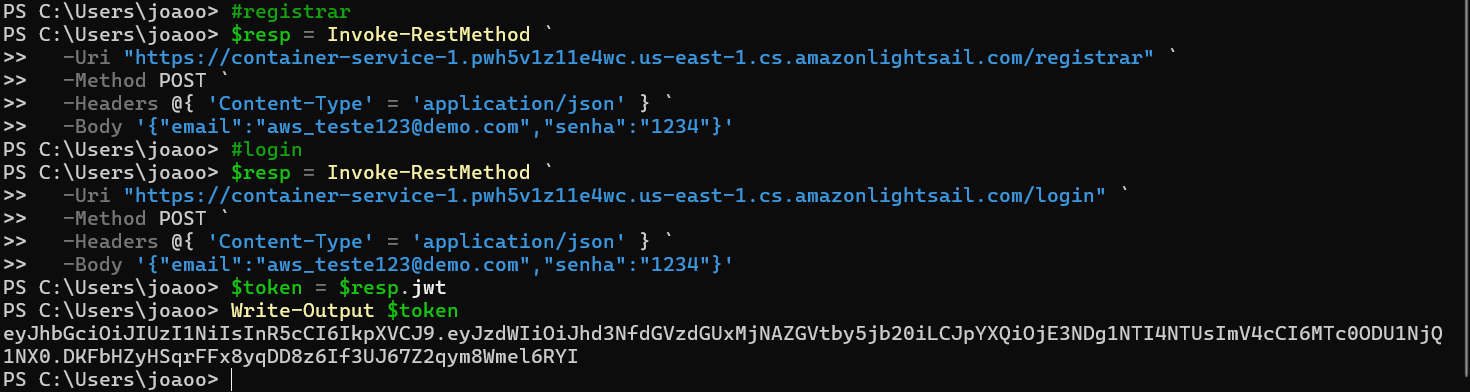 PS C:\Users\joaoo> #registrar
PS C:\Users\joaoo> $resp = Invoke-RestMethod `
>>   -Uri "https://container-service-1.pwh5v1z11e4wc.us-east-1.cs.amazonlightsail.com/registrar" `
>>   -Method POST `
>>   -Headers @{ 'Content-Type' = 'application/json' } `
>>   -Body '{"email":"aws_teste123@demo.com","senha":"1234"}'
PS C:\Users\joaoo> #login
PS C:\Users\joaoo> $resp = Invoke-RestMethod `
>>   -Uri "https://container-service-1.pwh5v1z11e4wc.us-east-1.cs.amazonlightsail.com/login" `
>>   -Method POST `
>>   -Headers @{ 'Content-Type' = 'application/json' } `
>>   -Body '{"email":"aws_teste123@demo.com","senha":"1234"}'
PS C:\Users\joaoo> $token = $resp.jwt
PS C:\Users\joaoo> Write-Output $token
eyJhbGciOiJIUzI1NiIsInR5cCI6IkpXVCJ9.eyJzdWIiOiJhd3NfdGVzdGUxMjNAZGVtby5jb20iLCJpYXQiOjE3NDg1NTI4NTUsImV4cCI6MTc0ODU1NjQ
1NX0.DKFbHZyHSqrFFx8yqDD8z6If3UJ67Z2qym8Wmel6RYI
PS C:\Users\joaoo>